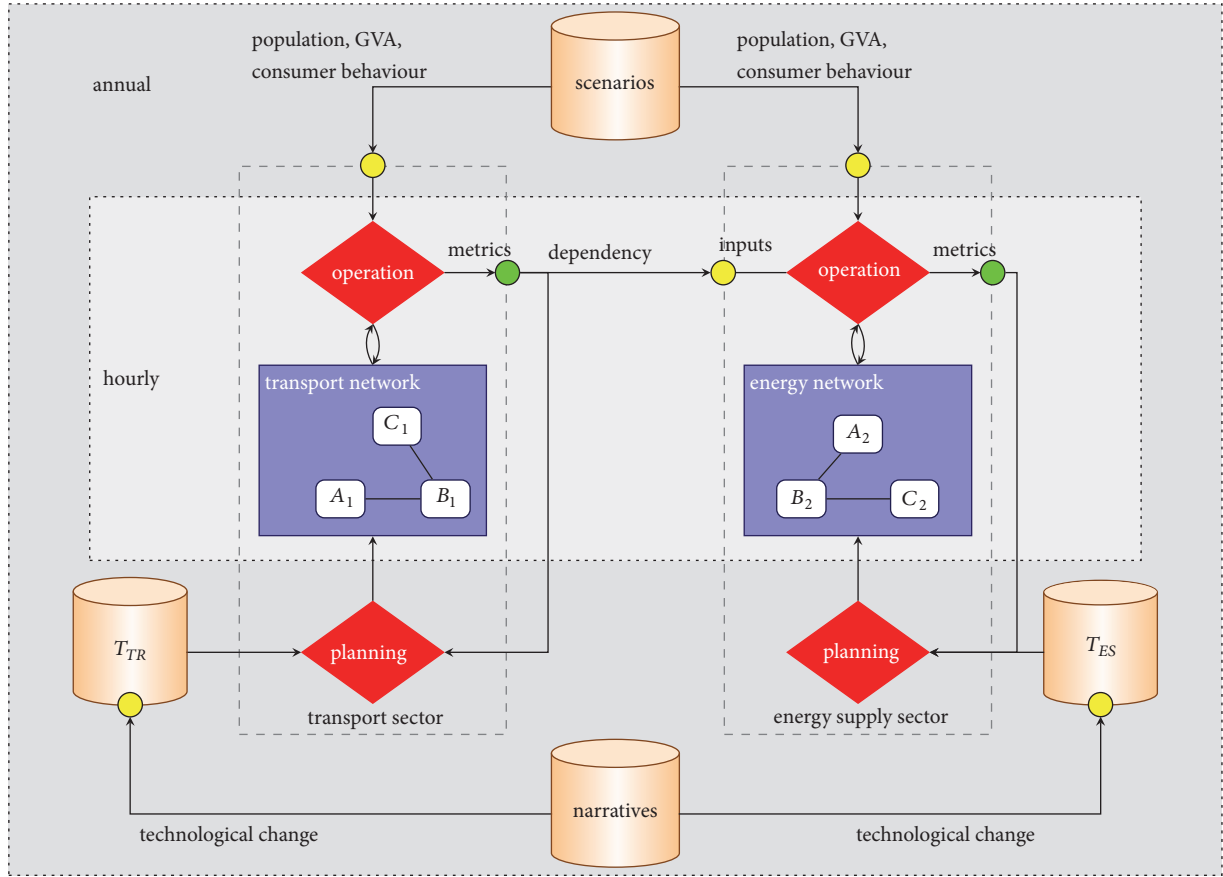 population, GVA,
consumer behaviour
population, GVA,
consumer behaviour
annual
scenarios
metrics
dependency
inputs
metrics
operation
operation
hourly
transport network
C1
A1
B1
energy network
A2
B2
C2
TTR
planning
planning
TES
transport sector
energy supply sector
narratives
technological change
technological change